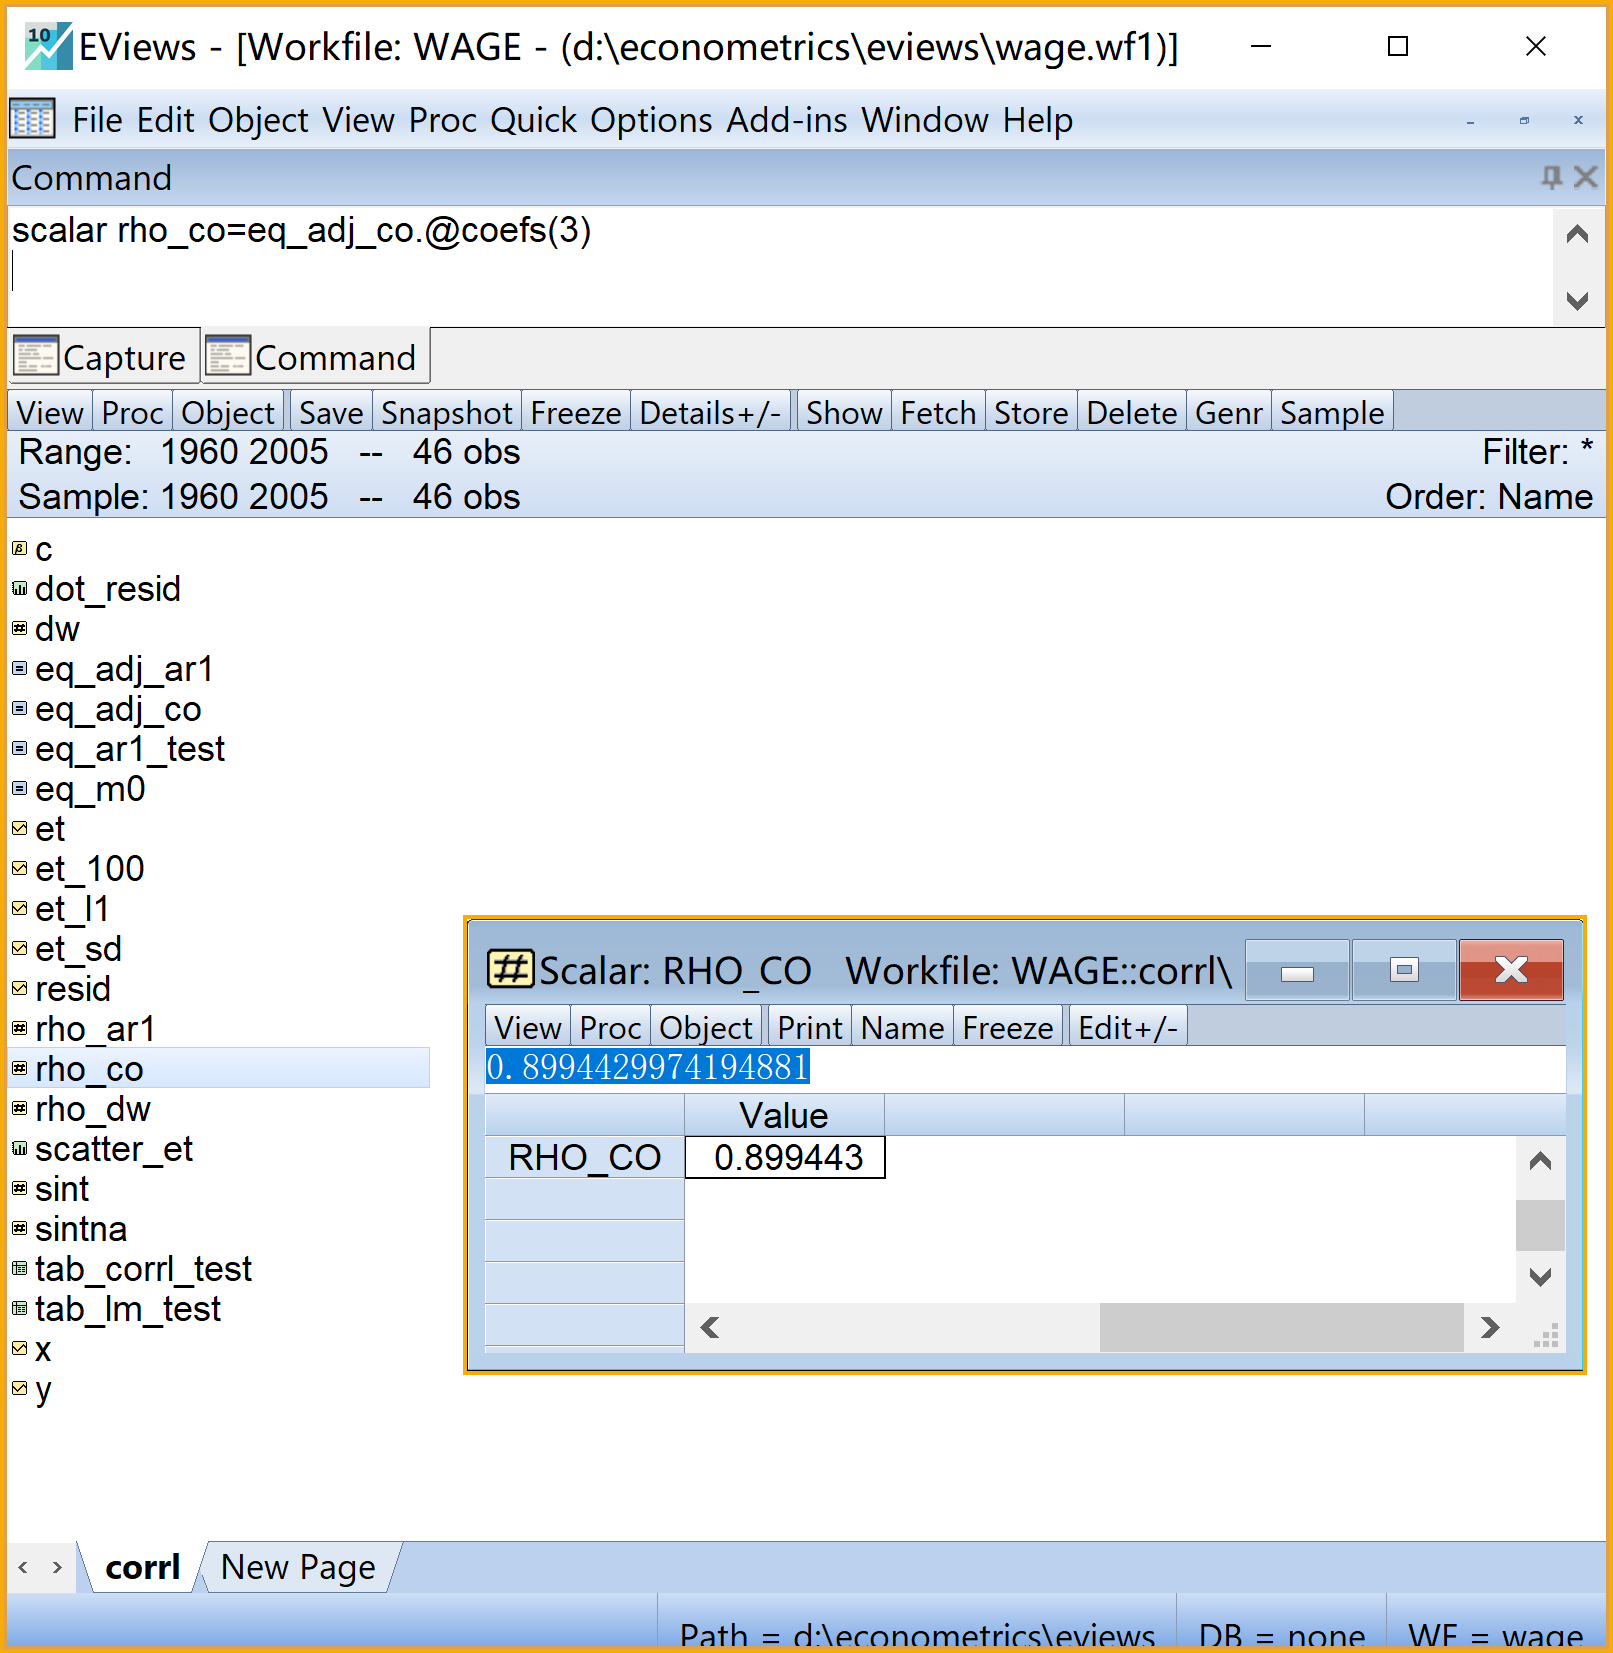 10 EViews - [Workfile: WAGE - (d:\econometrics\eviews\wage.wf1)]
File Edit Object View Proc Quick Options Add-ins Window Help
Command
scalar rho_co=eq_adj_co.@coefs(3)
Capture Command
View Proc Object Save Snapshot Freeze Details+/- Show Fetch Store Delete Genr Sample
Range: 1960 2005 -- 46 obs Filter: *
Sample: 1960 2005 -- 46 obs Order: Name
c
dot_resid
dw
eq_adj_ar1
eq_adj_co
eq_ar1_test
eq_m0
et
et_100
et_l1
et_sd
resid
rho_ar1
rho_co
rho_dw
scatter_et
sint
sintna
tab_corrl_test
tab_lm_test
x
y
Scalar: RHO_CO Workfile: WAGE::corrl\
View Proc Object Print Name Freeze Edit+/-
0.8994429974194881
Value
RHO_CO 0.899443
corrl New Page
Path = d:\econometrics\eviews DB = none WF = wage